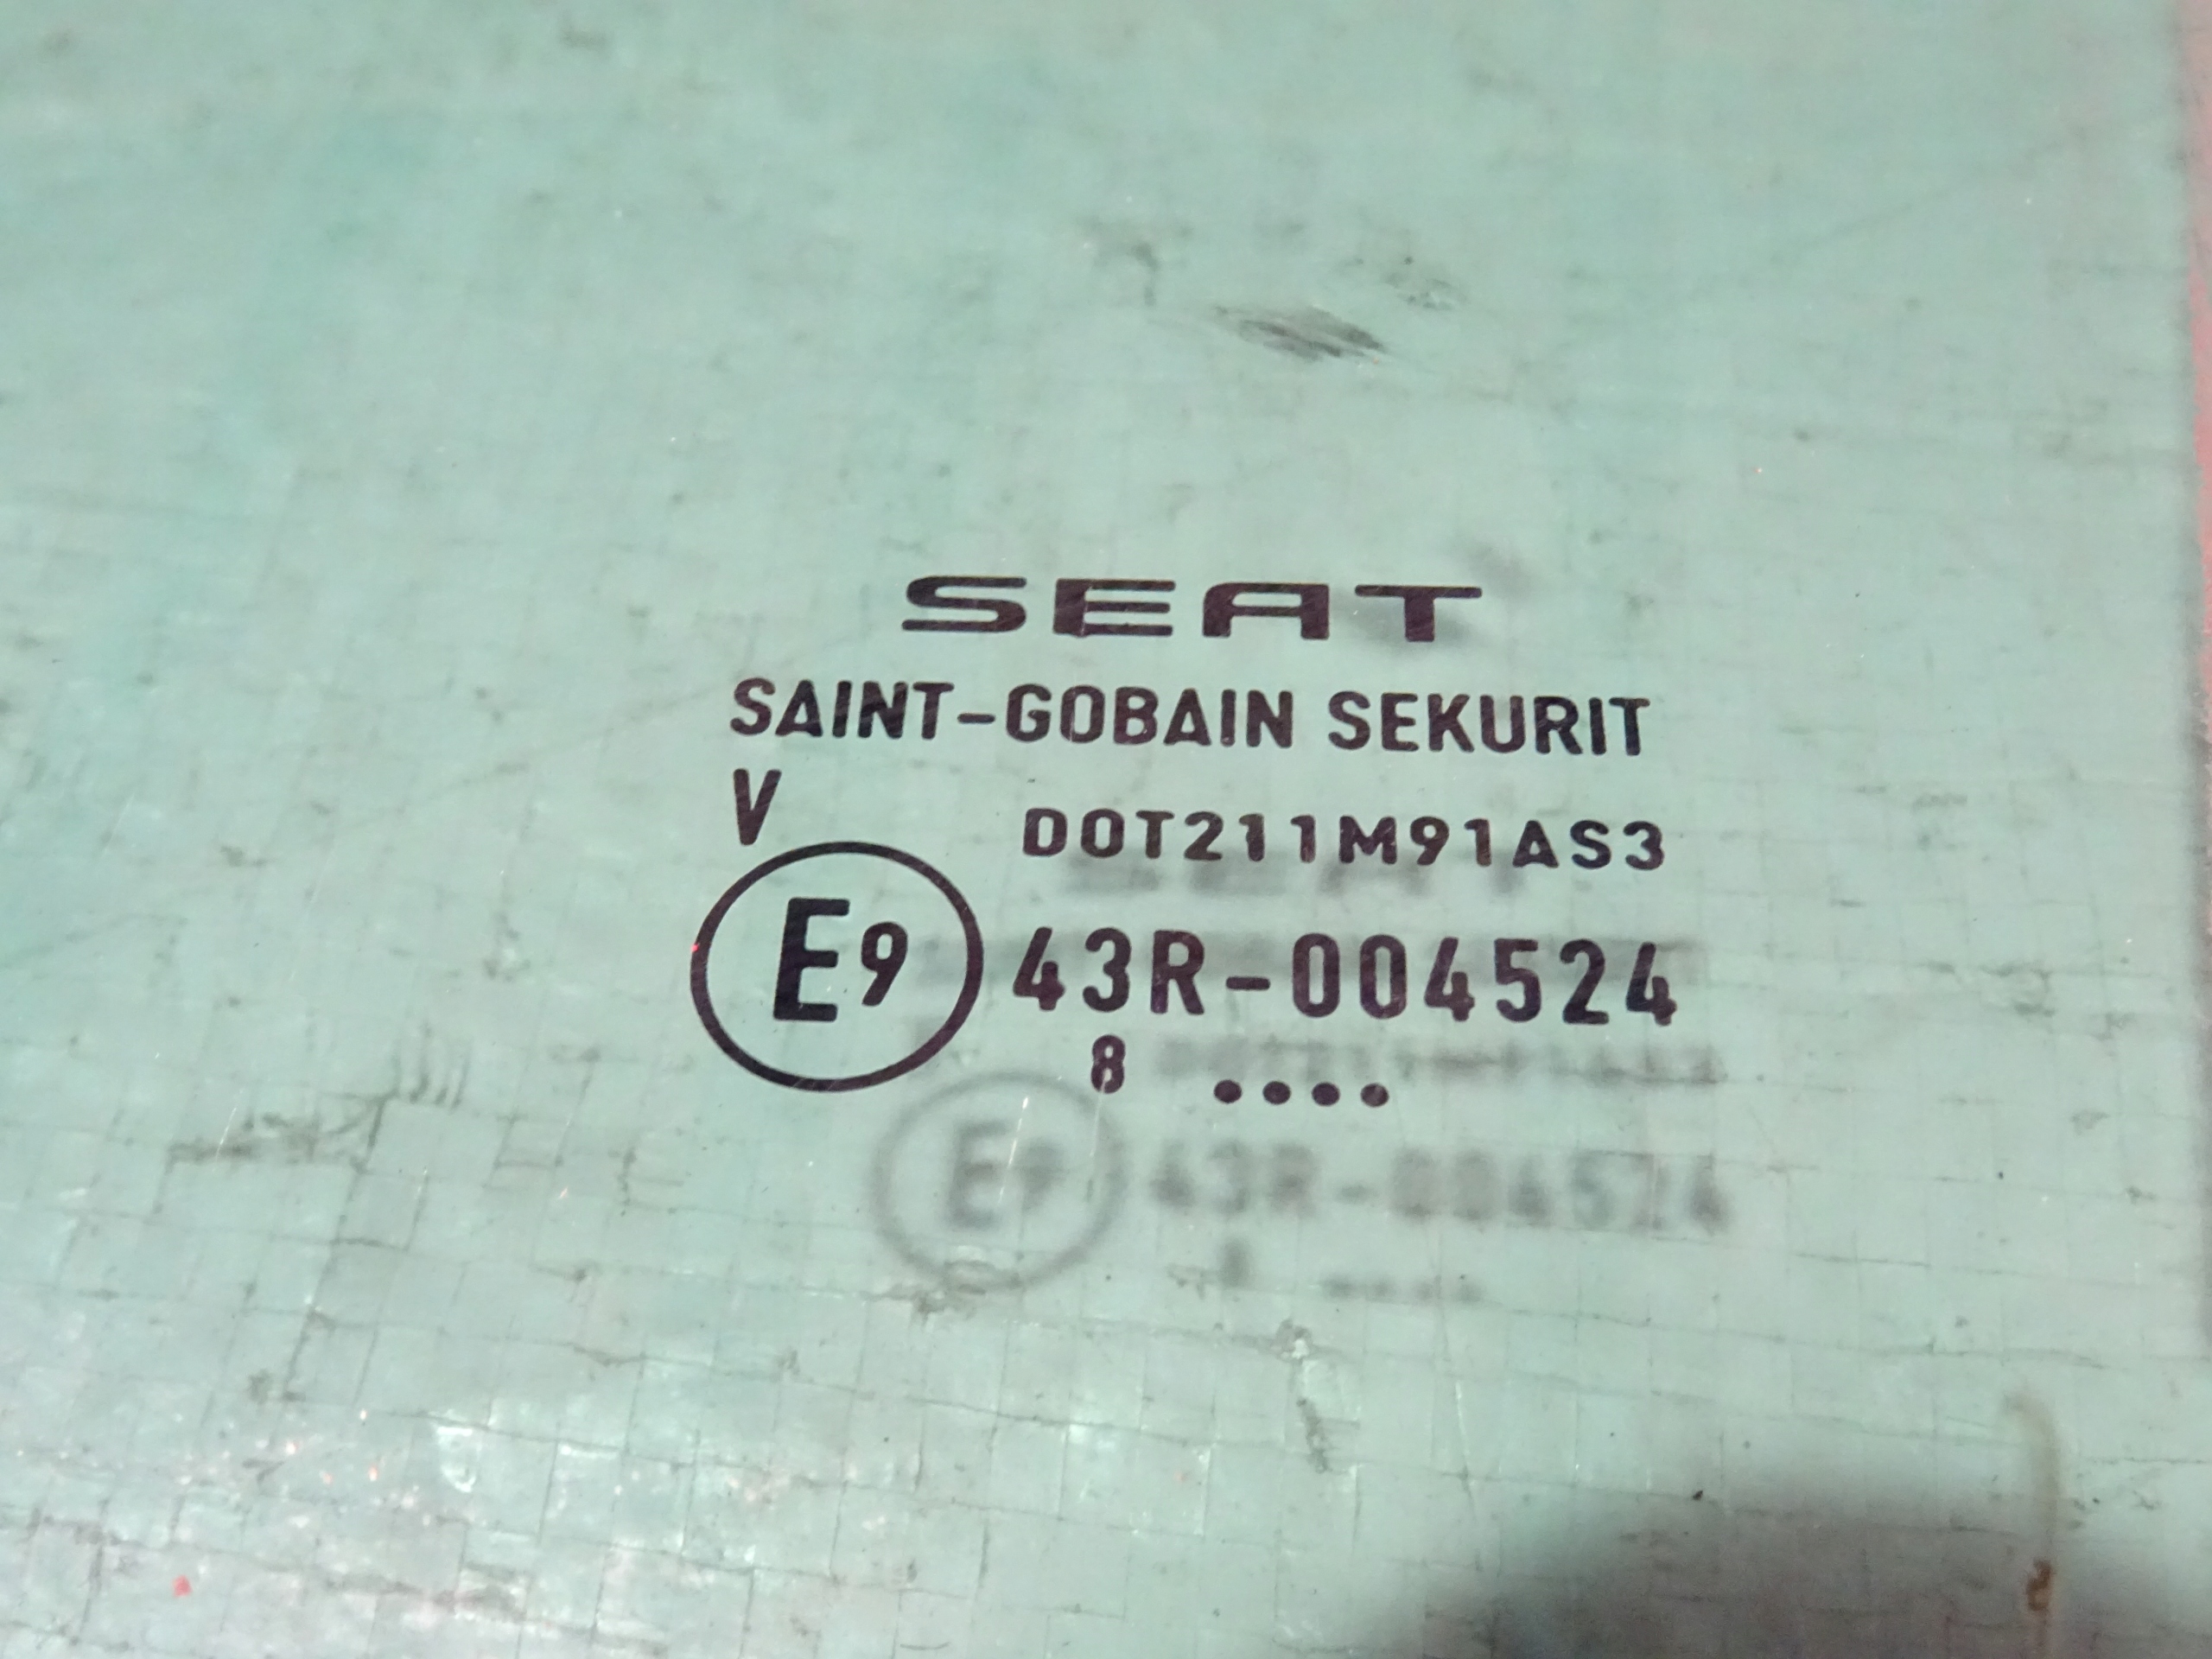 SEAT
SAINT-GOBAIN SEKURIT
V
DOT211M91AS3
E9 43R-004524
8 ....